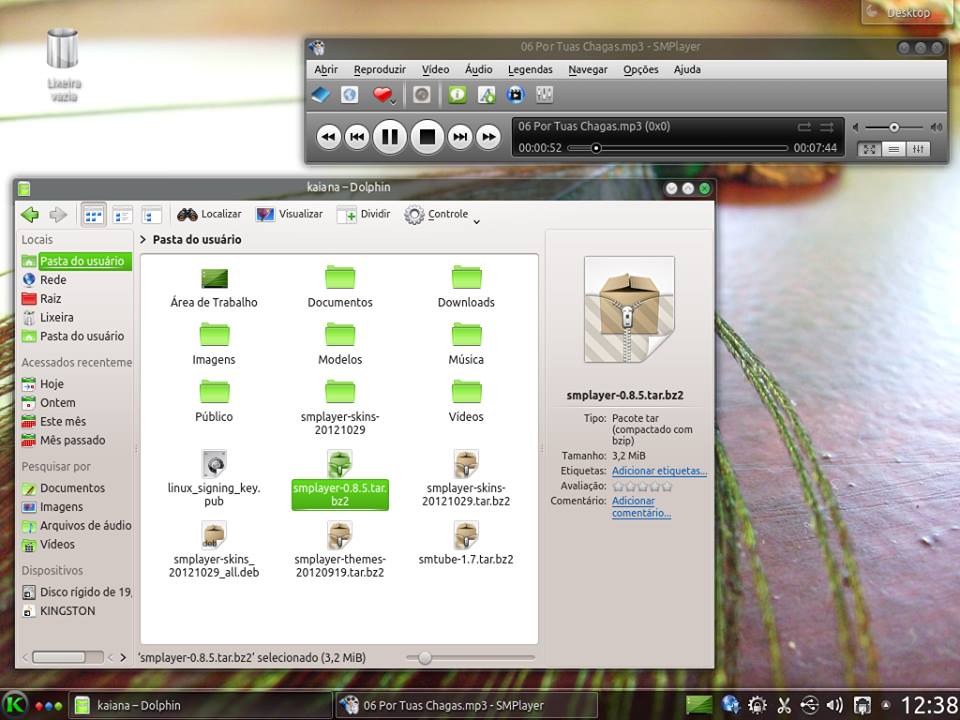 Desktop
Lixeira
vazia
06 Por Tuas Chagas.mp3 - SMPlayer
Abrir Reproduzir Vídeo Áudio Legendas Navegar Opções Ajuda
06 Por Tuas Chagas.mp3 (0x0)
00:00:52 00:07:44
kaiana – Dolphin
Localizar Visualizar Dividir Controle
Locais
Pasta do usuário
Rede
Raiz
Lixeira
Pasta do usuário
Acessados recenteme
Hoje
Ontem
Este mês
Mês passado
Pesquisar por
Documentos
Imagens
Arquivos de áudio
Vídeos
Dispositivos
Disco rígido de 19,
KINGSTON
> Pasta do usuário
Área de Trabalho Documentos Downloads
Imagens Modelos Música
Público smplayer-skins- Vídeos
20121029
linux_signing_key. smplayer-0.8.5.tar. smplayer-skins-
pub bz2 20121029.tar.bz2
deb
smplayer-skins_ smplayer-themes- smtube-1.7.tar.bz2
20121029_all.deb 20120919.tar.bz2
smplayer-0.8.5.tar.bz2
Tipo: Pacote tar
(compactado com
bzip)
Tamanho: 3,2 MiB
Etiquetas: Adicionar etiquetas...
Avaliação:
Comentário: Adicionar
comentário...
'smplayer-0.8.5.tar.bz2' selecionado (3,2 MiB)
K kaiana – Dolphin 06 Por Tuas Chagas.mp3 - SMPlayer 12:38